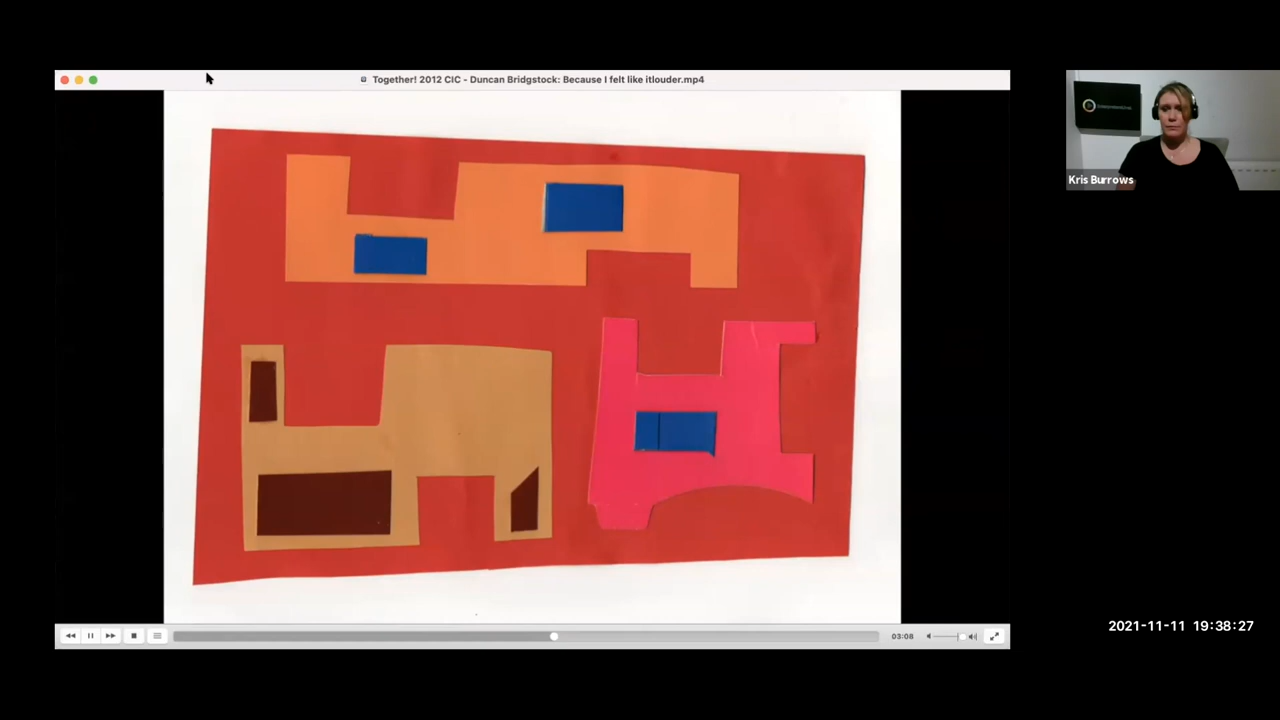 Together! 2012 CIC - Duncan Bridgstock: Because I felt like itlouder.mp4
Kris Burrows
03:08
2021-11-11 19:38:27